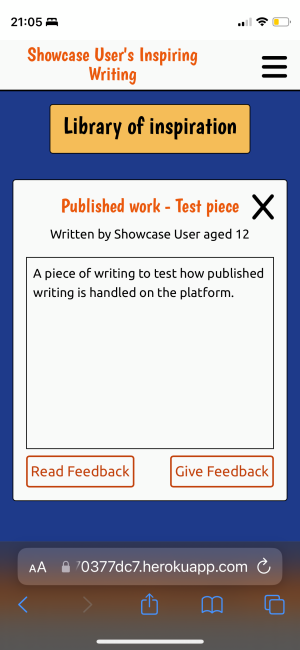 21:05
Showcase User's Inspiring
Writing
Library of inspiration
Published work - Test piece
Written by Showcase User aged 12
A piece of writing to test how published
writing is handled on the platform.
Read Feedback
Give Feedback
AA 70377dc7.herokuapp.com